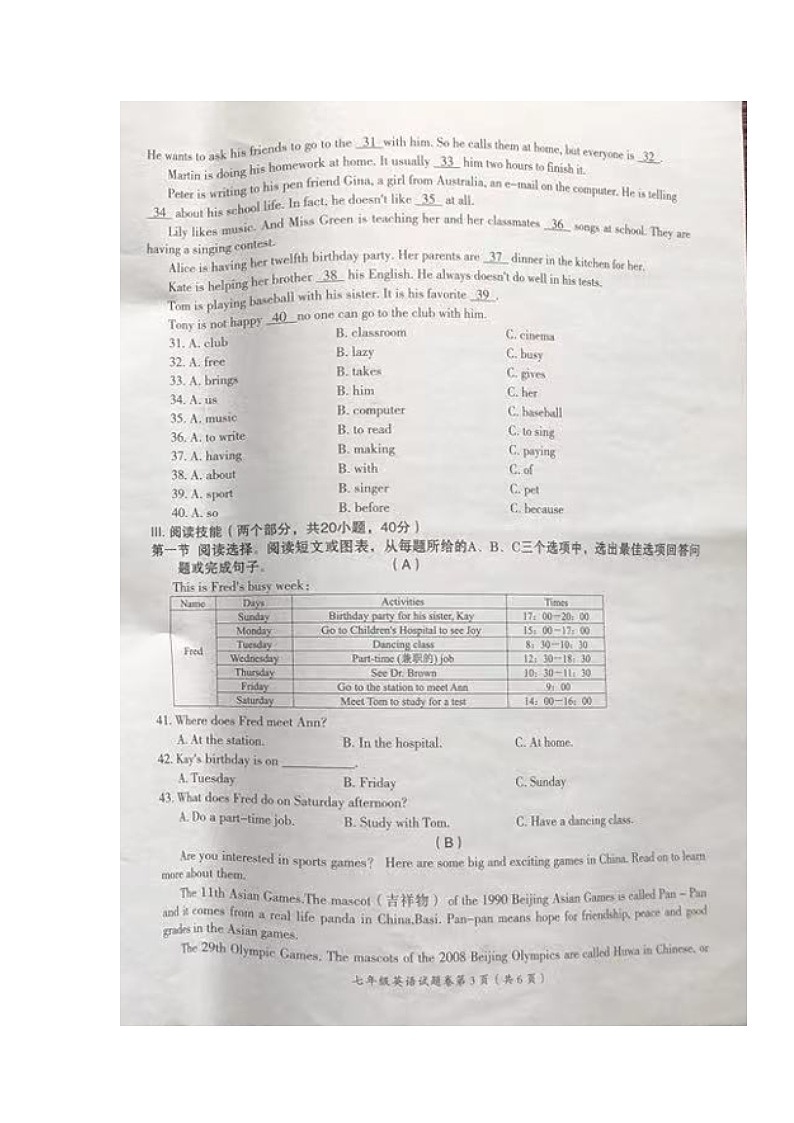 He wants to ask his friends to go to the 31 with him. So he calls them at home, but everyone is 32 .
Martin is doing his homework at home. It usually 33 him two hours to finish it.
Peter is writing to his pen friend Gina, a girl from Australia, an e-mail on the computer. He is telling
34 about his school life. In fact, he doesn't like 35 at all.
Lily likes music. And Miss Green is teaching her and her classmates 36 songs at school. They are
having a singing contest.
Alice is having her twelfth birthday party. Her parents are 37 dinner in the kitchen for her.
Kate is helping her brother 38 his English. He always doesn't do well in his tests.
Tom is playing baseball with his sister. It is his favorite 39 .
Tony is not happy 40 no one can go to the club with him.
31. A. club B. classroom C. cinema
32. A. free B. lazy C. busy
33. A. brings B. takes C. gives
34. A. us B. him C. her
35. A. music B. computer C. baseball
36. A. to write B. to read C. to sing
37. A. having B. making C. paying
38. A. about B. with C. of
39. A. sport B. singer C. pet
40. A. so B. before C. because
III. 阅读技能(两个部分,共20小题,40分)
第一节 阅读选择。阅读短文或图表,从每题所给的A、B、C三个选项中,选出最佳选项回答问
题或完成句子。 (A)
This is Fred's busy week:
Name Days Activities Times
Fred
Sunday Birthday party for his sister, Kay 17:00-20:00
Monday Go to Children's Hospital to see Joy 15:00-17:00
Tuesday Dancing class 8:30-10:30
Wednesday Part-time (兼职的) job 12:30-18:30
Thursday See Dr. Brown 10:30-11:30
Friday Go to the station to meet Ann 9:00
Saturday Meet Tom to study for a test 14:00-16:00
41. Where does Fred meet Ann?
A. At the station. B. In the hospital. C. At home.
42. Kay's birthday is on ___________.
A. Tuesday B. Friday C. Sunday
43. What does Fred do on Saturday afternoon?
A. Do a part-time job. B. Study with Tom. C. Have a dancing class.
(B)
Are you interested in sports games? Here are some big and exciting games in China. Read on to learn
more about them.
The 11th Asian Games.The mascot(吉祥物) of the 1990 Beijing Asian Games is called Pan-Pan
and it comes from a real life panda in China,Basi. Pan-pan means hope for friendship, peace and good
grades in the Asian games.
The 29th Olympic Games. The mascots of the 2008 Beijing Olympics are called Huwa in Chinese, or
七年级英语试题卷第3页(共6页)